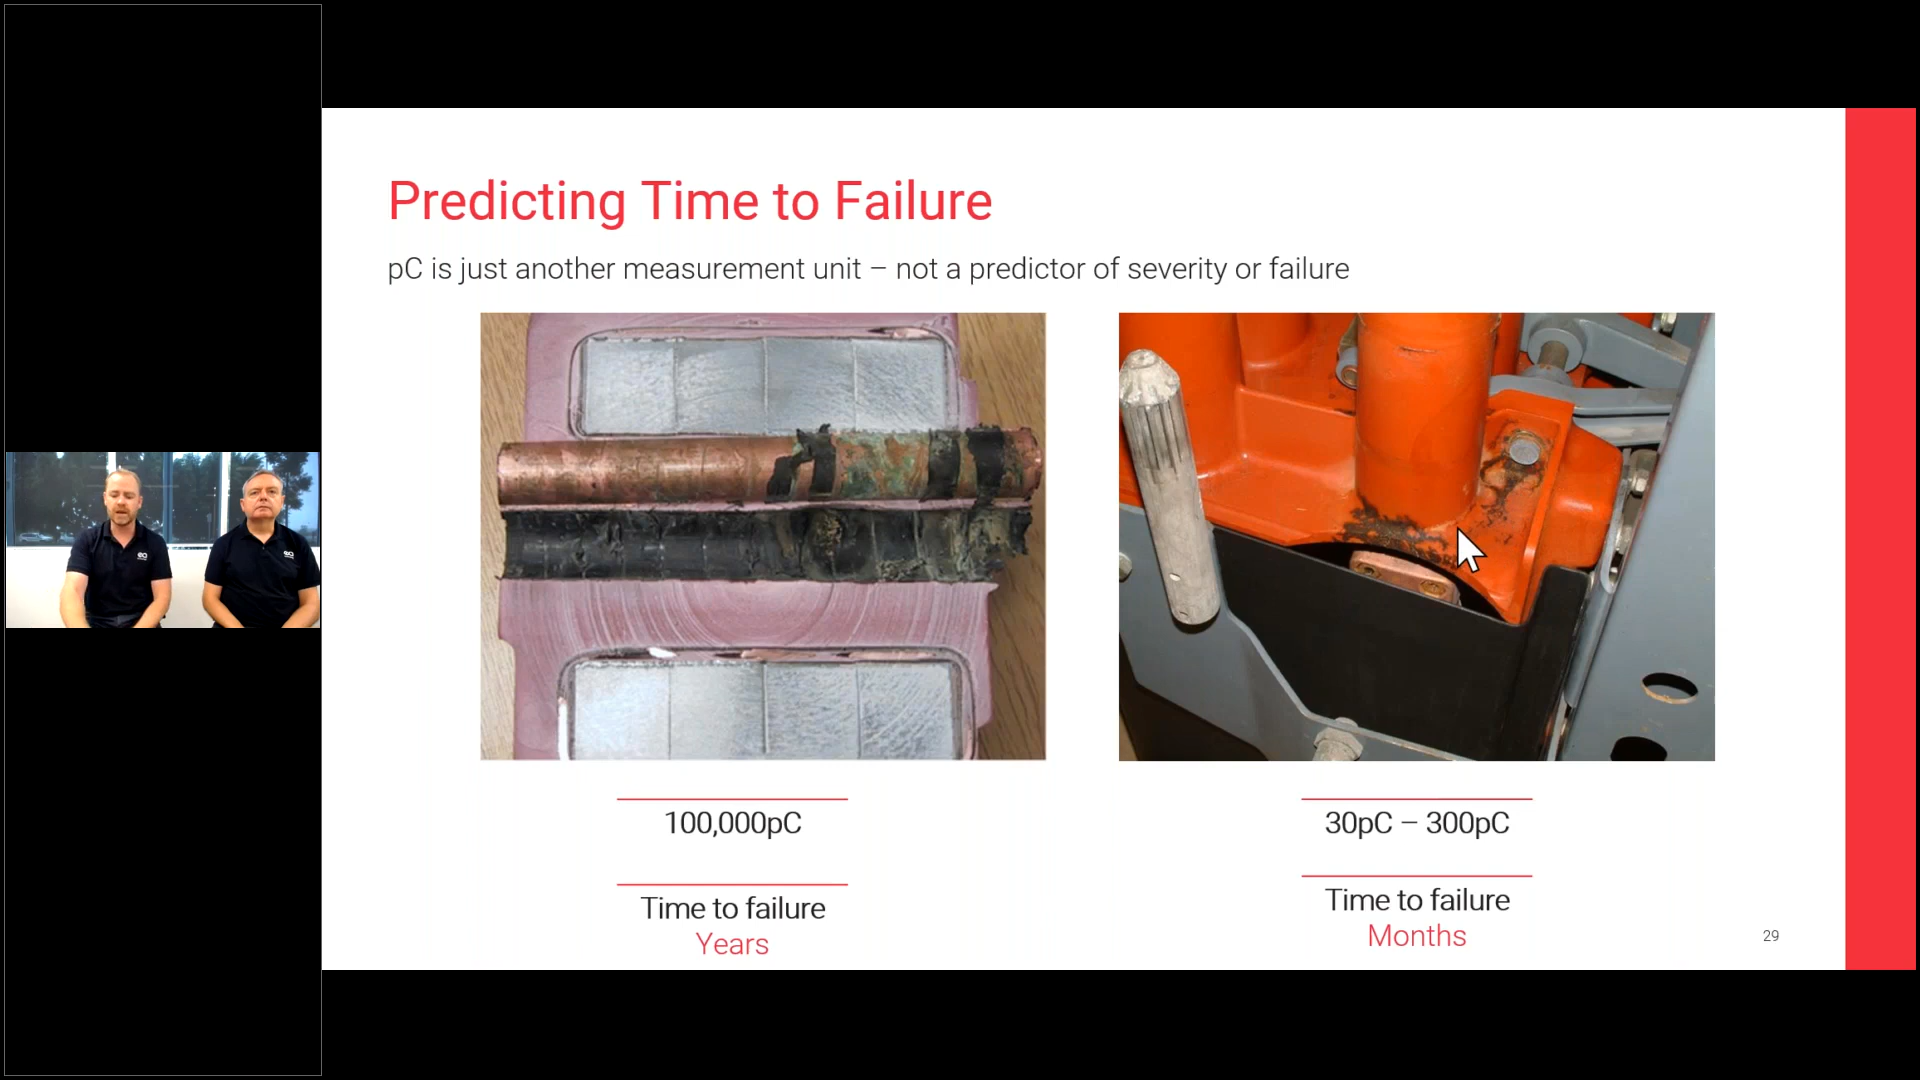 Predicting Time to Failure
pC is just another measurement unit – not a predictor of severity or failure
100,000pC
Time to failure
Years
30pC – 300pC
Time to failure
Months
29